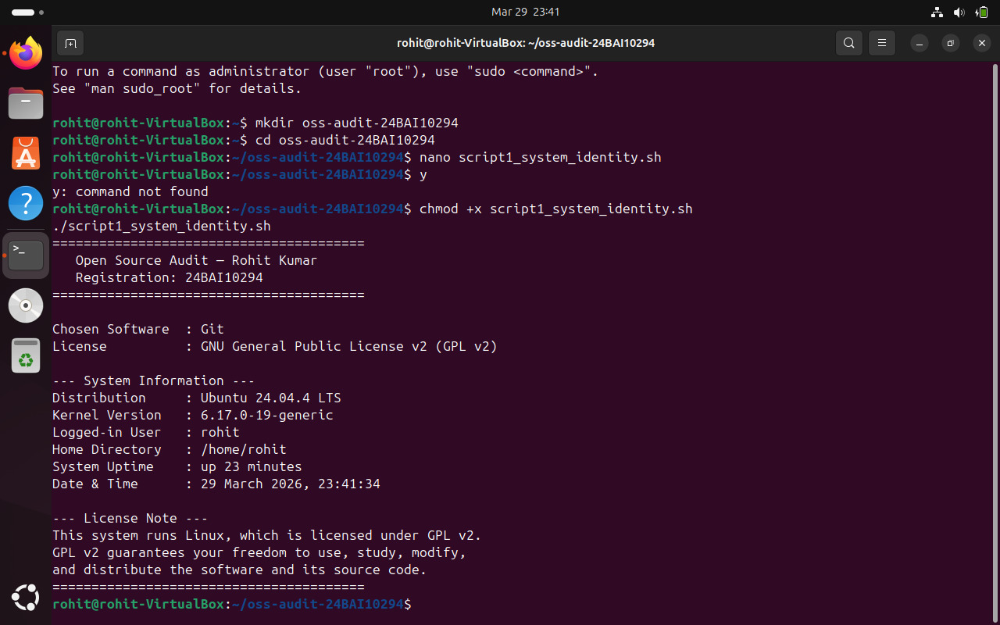 Mar 29 23:41
rohit@rohit-VirtualBox: ~/oss-audit-24BAI10294
To run a command as administrator (user "root"), use "sudo <command>".
See "man sudo_root" for details.
rohit@rohit-VirtualBox:~$ mkdir oss-audit-24BAI10294
rohit@rohit-VirtualBox:~$ cd oss-audit-24BAI10294
rohit@rohit-VirtualBox:~/oss-audit-24BAI10294$ nano script1_system_identity.sh
rohit@rohit-VirtualBox:~/oss-audit-24BAI10294$ y
y: command not found
rohit@rohit-VirtualBox:~/oss-audit-24BAI10294$ chmod +x script1_system_identity.sh
./script1_system_identity.sh
========================================
   Open Source Audit — Rohit Kumar
   Registration: 24BAI10294
========================================
Chosen Software  : Git
License          : GNU General Public License v2 (GPL v2)
--- System Information ---
Distribution     : Ubuntu 24.04.4 LTS
Kernel Version   : 6.17.0-19-generic
Logged-in User   : rohit
Home Directory   : /home/rohit
System Uptime    : up 23 minutes
Date & Time      : 29 March 2026, 23:41:34
--- License Note ---
This system runs Linux, which is licensed under GPL v2.
GPL v2 guarantees your freedom to use, study, modify,
and distribute the software and its source code.
========================================
rohit@rohit-VirtualBox:~/oss-audit-24BAI10294$